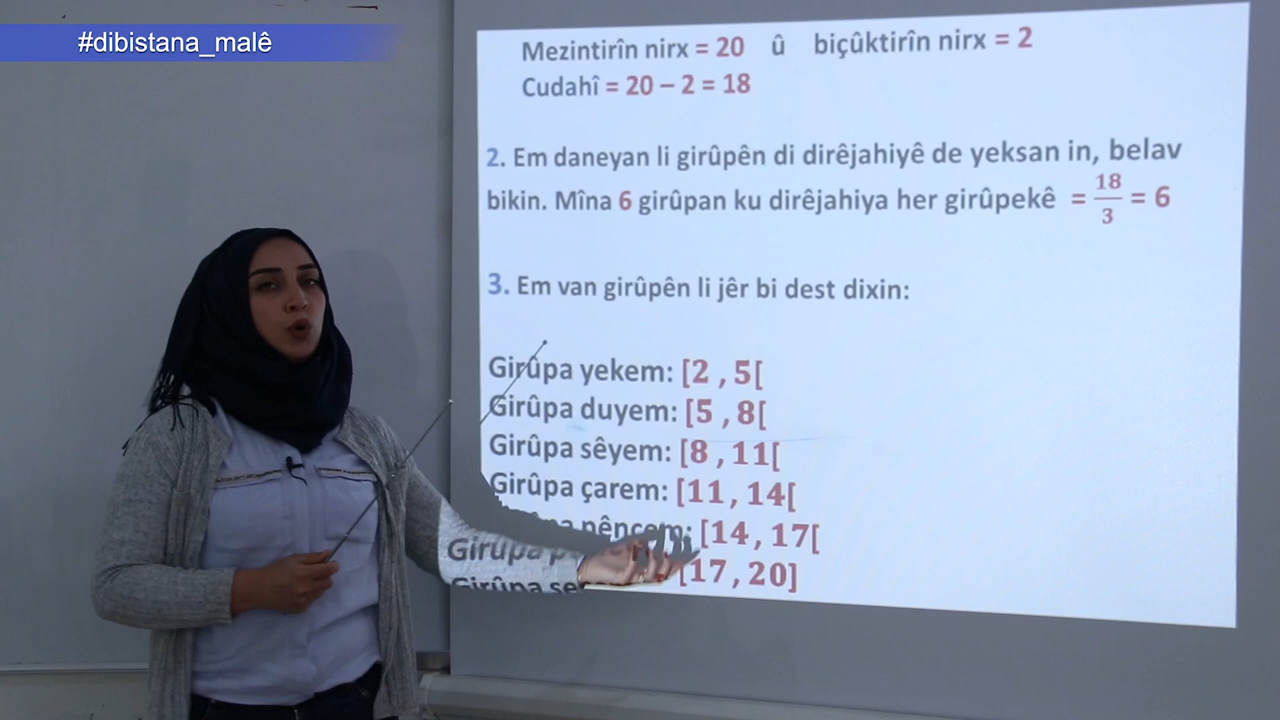 #dibistana_malê
Mezintirîn nirx = 20 û biçûktirîn nirx = 2
Cudahî = 20 – 2 = 18
2. Em daneyan li girûpên di dirêjahiyê de yeksan in, belav
bikin. Mîna 6 girûpan ku dirêjahiya her girûpekê = 18/3 = 6
3. Em van girûpên li jêr bi dest dixin:
Girûpa yekem: [2 , 5[
Girûpa duyem: [5 , 8[
Girûpa sêyem: [8 , 11[
Girûpa çarem: [11 , 14[
pêncem: [14 , 17[
[17 , 20]